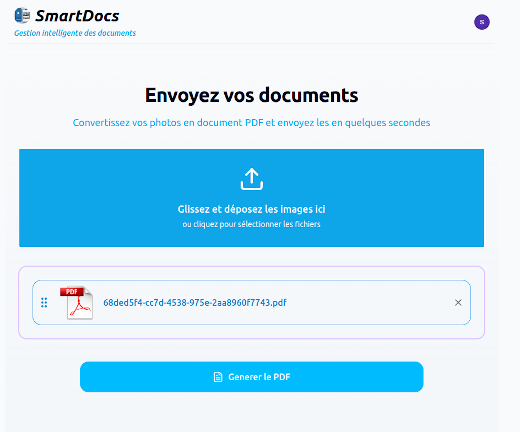 SmartDocs
Gestion intelligente des documents
S
Envoyez vos documents
Convertissez vos photos en document PDF et envoyez les en quelques secondes
Glissez et déposez les images ici
ou cliquez pour sélectionner les fichiers
PDF
68ded5f4-cc7d-4538-975e-2aa8960f7743.pdf
Generer le PDF